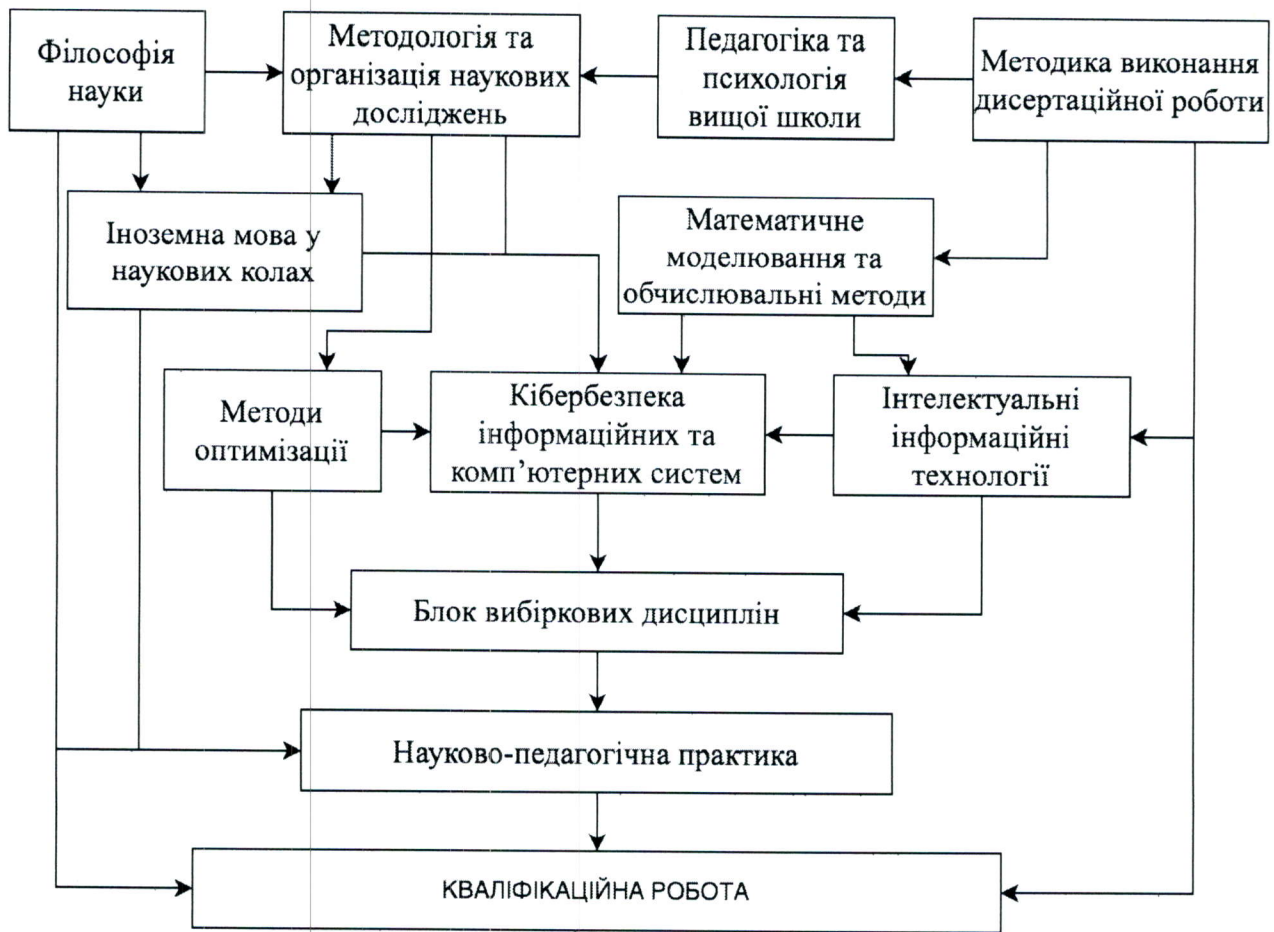 Філософія
науки
Методологія та
організація наукових
досліджень
Педагогіка та
психологія
вищої школи
Методика виконання
дисертаційної роботи
Іноземна мова у
наукових колах
Математичне
моделювання та
обчислювальні методи
Методи
оптимізації
Кібербезпека
інформаційних та
комп’ютерних систем
Інтелектуальні
інформаційні
технології
Блок вибіркових дисциплін
Науково-педагогічна практика
КВАЛІФІКАЦІЙНА РОБОТА